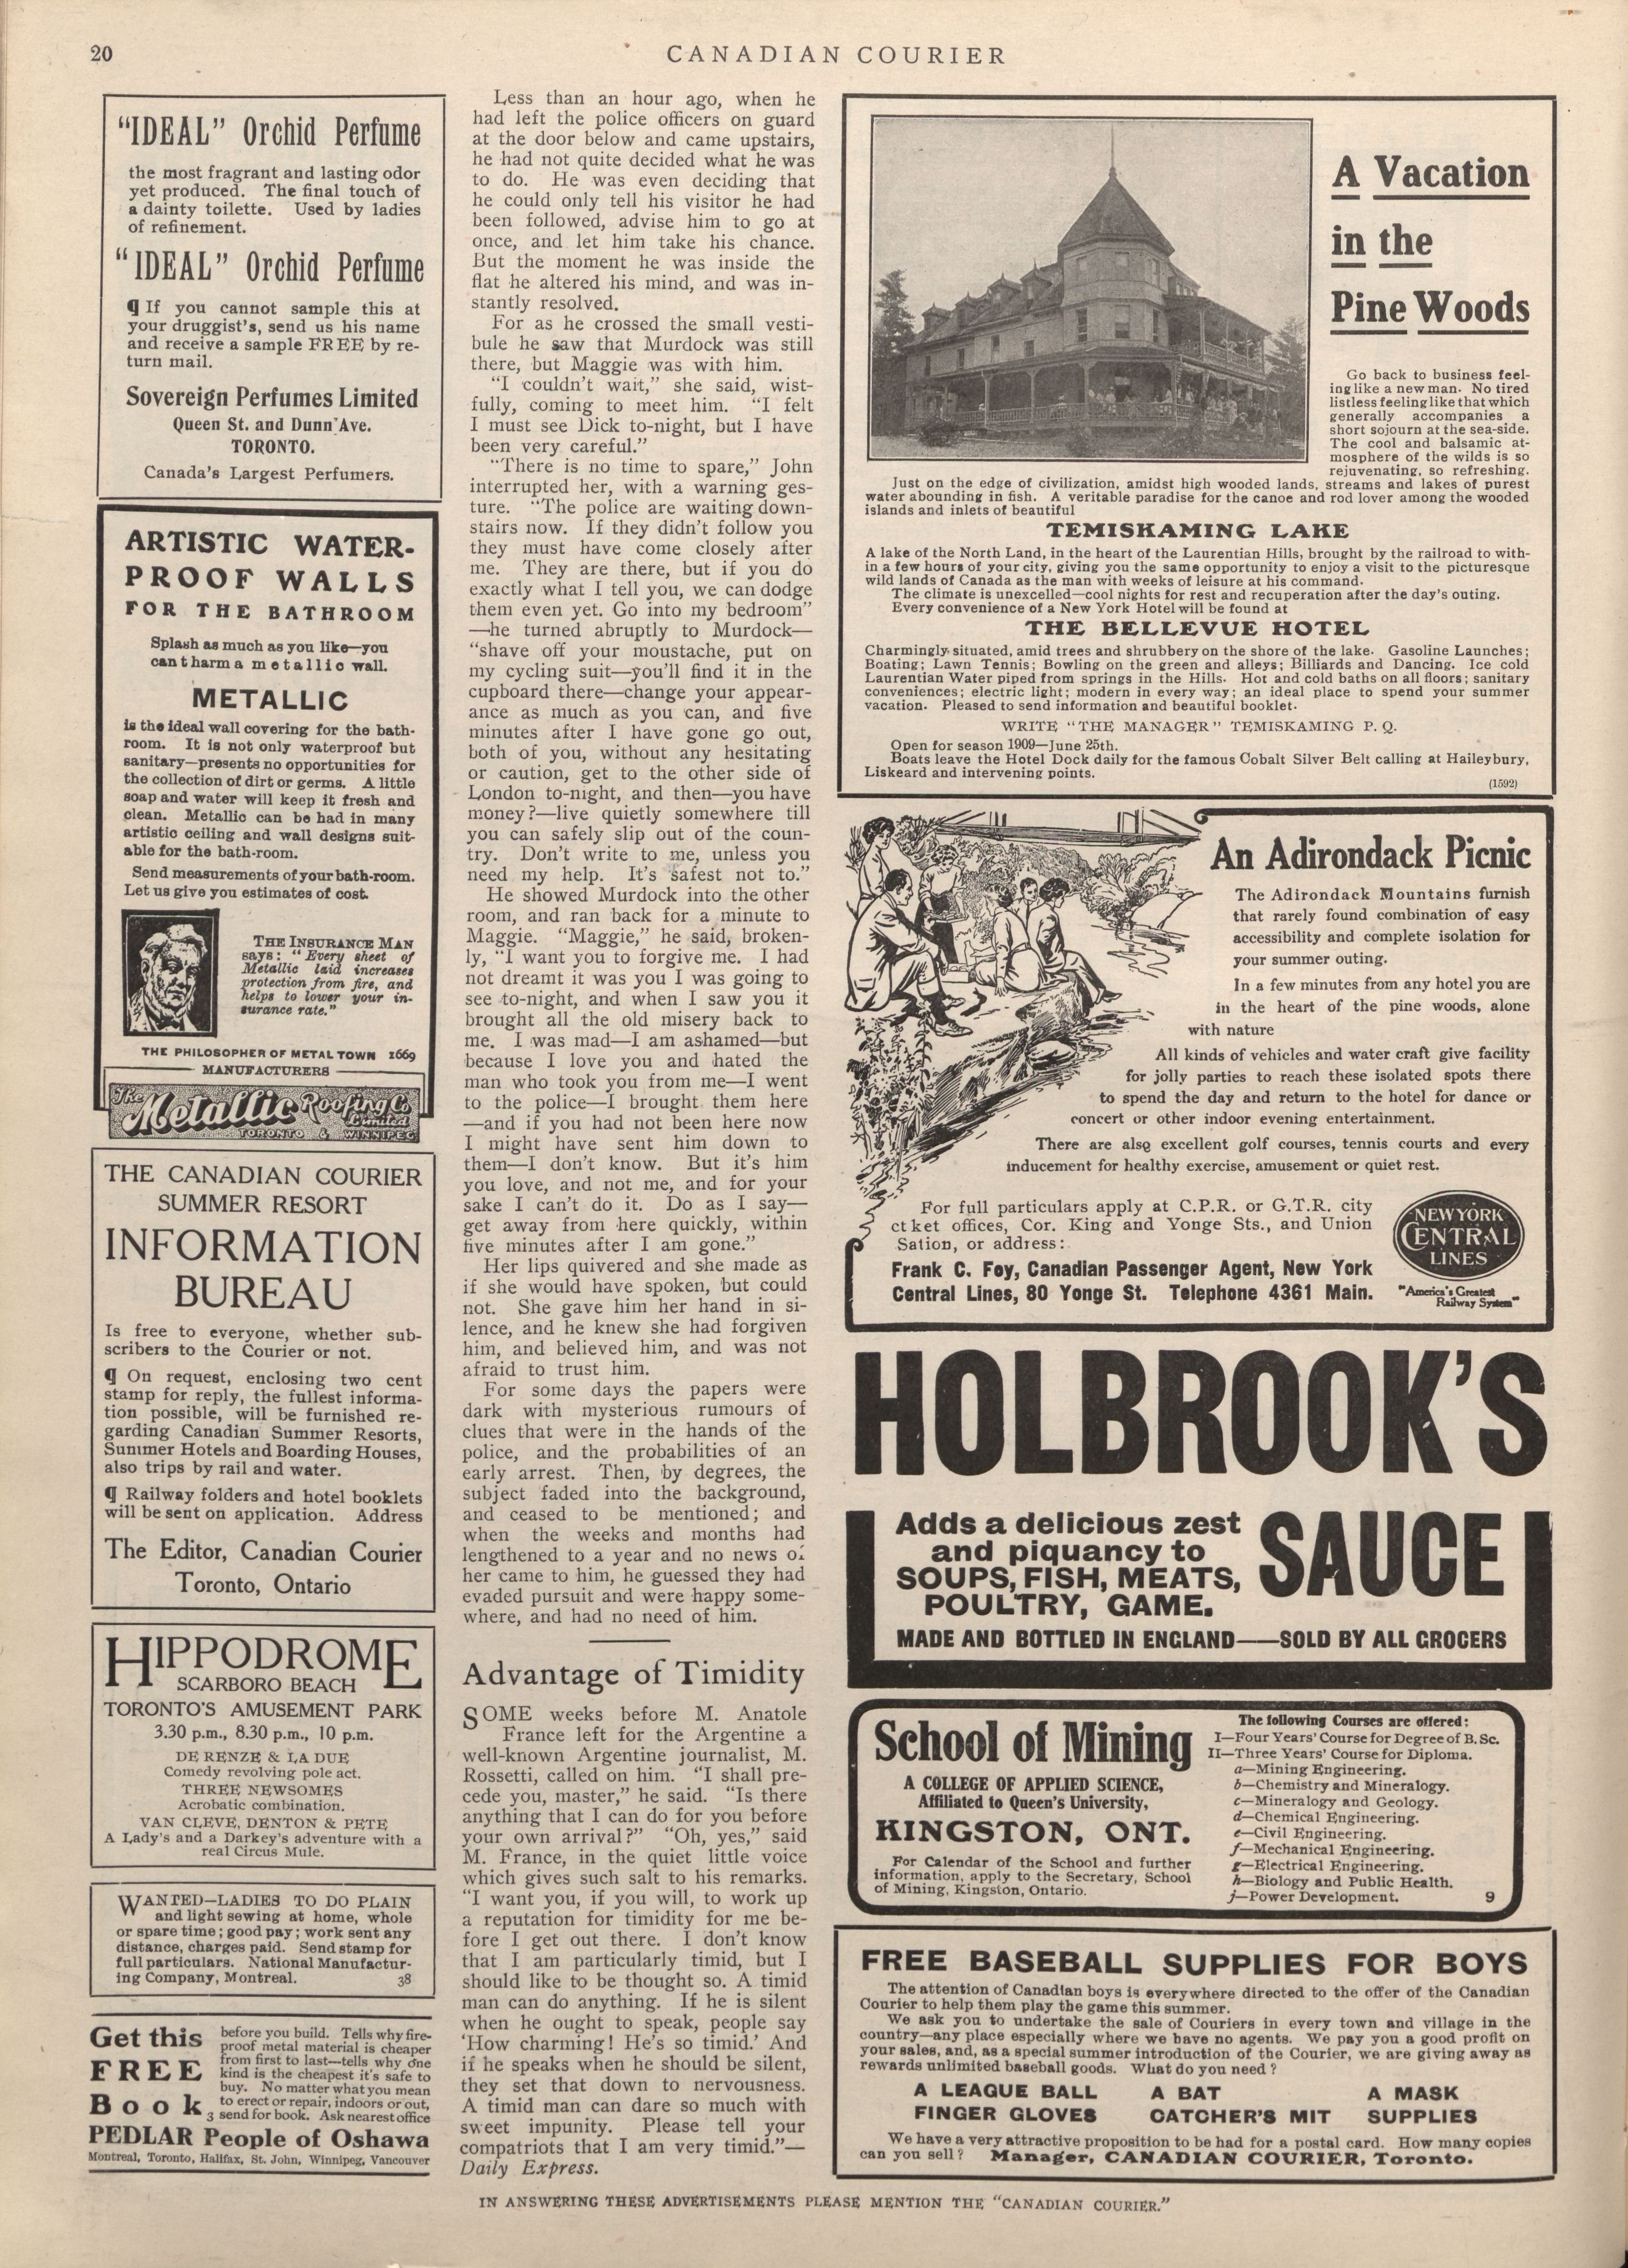 20
CANADIAN COURIER
"IDEAL" Orchid Perfume
the most fragrant and lasting odor
yet produced. The final touch of
a dainty toilette. Used by ladies
of refinement.
"IDEAL" Orchid Perfume
¶ If you cannot sample this at
your druggist's, send us his name
and receive a sample FREE by re-
turn mail.
Sovereign Perfumes Limited
Queen St. and Dunn Ave.
TORONTO.
Canada's Largest Perfumers.
ARTISTIC WATER-
PROOF WALLS
FOR THE BATHROOM
Splash as much as you like—you
can't harm a metallic wall.
METALLIC
is the ideal wall covering for the bath-
room. It is not only waterproof but
sanitary—presents no opportunities for
the collection of dirt or germs. A little
soap and water will keep it fresh and
clean. Metallic can be had in many
artistic ceiling and wall designs suit-
able for the bath-room.
Send measurements of your bath-room.
Let us give you estimates of cost.
THE INSURANCE MAN
says: "Every sheet of
Metallic laid increases
protection from fire, and
helps to lower your in-
surance rate."
THE PHILOSOPHER OF METAL TOWN 1669
MANUFACTURERS
The Metallic Roofing Co
Limited
TORONTO & WINNIPEG
THE CANADIAN COURIER
SUMMER RESORT
INFORMATION
BUREAU
Is free to everyone, whether sub-
scribers to the Courier or not.
¶ On request, enclosing two cent
stamp for reply, the fullest informa-
tion possible, will be furnished re-
garding Canadian Summer Resorts,
Summer Hotels and Boarding Houses,
also trips by rail and water.
¶ Railway folders and hotel booklets
will be sent on application. Address
The Editor, Canadian Courier
Toronto, Ontario
HIPPODROME
SCARBORO BEACH
TORONTO'S AMUSEMENT PARK
3.30 p.m., 8.30 p.m., 10 p.m.
DE RENZE & LA DUE
Comedy revolving pole act.
THREE NEWSOMES
Acrobatic combination.
VAN CLEVE, DENTON & PETE
A Lady's and a Darkey's adventure with a
real Circus Mule.
WANTED—LADIES TO DO PLAIN
and light sewing at home, whole
or spare time; good pay; work sent any
distance, charges paid. Send stamp for
full particulars. National Manufactur-
ing Company, Montreal. 38
Get this
FREE
Book
before you build. Tells why fire-
proof metal material is cheaper
from first to last—tells why one
kind is the cheapest it's safe to
buy. No matter what you mean
to erect or repair, indoors or out,
3 send for book. Ask nearest office
PEDLAR People of Oshawa
Montreal, Toronto, Halifax, St. John, Winnipeg, Vancouver
Less than an hour ago, when he
had left the police officers on guard
at the door below and came upstairs,
he had not quite decided what he was
to do. He was even deciding that
he could only tell his visitor he had
been followed, advise him to go at
once, and let him take his chance.
But the moment he was inside the
flat he altered his mind, and was in-
stantly resolved.
For as he crossed the small vesti-
bule he saw that Murdock was still
there, but Maggie was with him.
"I couldn't wait," she said, wist-
fully, coming to meet him. "I felt
I must see Dick to-night, but I have
been very careful."
"There is no time to spare," John
interrupted her, with a warning ges-
ture. "The police are waiting down-
stairs now. If they didn't follow you
they must have come closely after
me. They are there, but if you do
exactly what I tell you, we can dodge
them even yet. Go into my bedroom"
—he turned abruptly to Murdock—
"shave off your moustache, put on
my cycling suit—you'll find it in the
cupboard there—change your appear-
ance as much as you can, and five
minutes after I have gone go out,
both of you, without any hesitating
or caution, get to the other side of
London to-night, and then—you have
money?—live quietly somewhere till
you can safely slip out of the coun-
try. Don't write to me, unless you
need my help. It's safest not to."
He showed Murdock into the other
room, and ran back for a minute to
Maggie. "Maggie," he said, broken-
ly, "I want you to forgive me. I had
not dreamt it was you I was going to
see to-night, and when I saw you it
brought all the old misery back to
me. I was mad—I am ashamed—but
because I love you and hated the
man who took you from me—I went
to the police—I brought them here
—and if you had not been here now
I might have sent him down to
them—I don't know. But it's him
you love, and not me, and for your
sake I can't do it. Do as I say—
get away from here quickly, within
five minutes after I am gone."
Her lips quivered and she made as
if she would have spoken, but could
not. She gave him her hand in si-
lence, and he knew she had forgiven
him, and believed him, and was not
afraid to trust him.
For some days the papers were
dark with mysterious rumours of
clues that were in the hands of the
police, and the probabilities of an
early arrest. Then, by degrees, the
subject faded into the background,
and ceased to be mentioned; and
when the weeks and months had
lengthened to a year and no news of
her came to him, he guessed they had
evaded pursuit and were happy some-
where, and had no need of him.
Advantage of Timidity
SOME weeks before M. Anatole
France left for the Argentine a
well-known Argentine journalist, M.
Rossetti, called on him. "I shall pre-
cede you, master," he said. "Is there
anything that I can do for you before
your own arrival?" "Oh, yes," said
M. France, in the quiet little voice
which gives such salt to his remarks.
"I want you, if you will, to work up
a reputation for timidity for me be-
fore I get out there. I don't know
that I am particularly timid, but I
should like to be thought so. A timid
man can do anything. If he is silent
when he ought to speak, people say
'How charming! He's so timid.' And
if he speaks when he should be silent,
they set that down to nervousness.
A timid man can dare so much with
sweet impunity. Please tell your
compatriots that I am very timid."—
Daily Express.
A Vacation
in the
Pine Woods
Go back to business feel-
ing like a new man. No tired
listless feeling like that which
generally accompanies a
short sojourn at the sea-side.
The cool and balsamic at-
mosphere of the wilds is so
rejuvenating, so refreshing.
Just on the edge of civilization, amidst high wooded lands, streams and lakes of purest
water abounding in fish. A veritable paradise for the canoe and rod lover among the wooded
islands and inlets of beautiful
TEMISKAMING LAKE
A lake of the North Land, in the heart of the Laurentian Hills, brought by the railroad to with-
in a few hours of your city, giving you the same opportunity to enjoy a visit to the picturesque
wild lands of Canada as the man with weeks of leisure at his command.
The climate is unexcelled—cool nights for rest and recuperation after the day's outing.
Every convenience of a New York Hotel will be found at
THE BELLEVUE HOTEL
Charmingly situated, amid trees and shrubbery on the shore of the lake. Gasoline Launches;
Boating; Lawn Tennis; Bowling on the green and alleys; Billiards and Dancing. Ice cold
Laurentian Water piped from springs in the Hills. Hot and cold baths on all floors; sanitary
conveniences; electric light; modern in every way; an ideal place to spend your summer
vacation. Pleased to send information and beautiful booklet.
WRITE "THE MANAGER" TEMISKAMING P. Q.
Open for season 1909—June 25th.
Boats leave the Hotel Dock daily for the famous Cobalt Silver Belt calling at Haileybury,
Liskeard and intervening points.
(1592)
An Adirondack Picnic
The Adirondack Mountains furnish
that rarely found combination of easy
accessibility and complete isolation for
your summer outing.
In a few minutes from any hotel you are
in the heart of the pine woods, alone
with nature
All kinds of vehicles and water craft give facility
for jolly parties to reach these isolated spots there
to spend the day and return to the hotel for dance or
concert or other indoor evening entertainment.
There are also excellent golf courses, tennis courts and every
inducement for healthy exercise, amusement or quiet rest.
For full particulars apply at C.P.R. or G.T.R. city
ct ket offices, Cor. King and Yonge Sts., and Union
Sation, or address:
Frank C. Foy, Canadian Passenger Agent, New York
Central Lines, 80 Yonge St. Telephone 4361 Main.
NEW YORK
CENTRAL
LINES
"America's Greatest
Railway System"
HOLBROOK'S
Adds a delicious zest
and piquancy to
SOUPS, FISH, MEATS,
POULTRY, GAME.
SAUCE
MADE AND BOTTLED IN ENGLAND—SOLD BY ALL GROCERS
School of Mining
A COLLEGE OF APPLIED SCIENCE,
Affiliated to Queen's University,
KINGSTON, ONT.
For Calendar of the School and further
information, apply to the Secretary, School
of Mining, Kingston, Ontario.
The following Courses are offered:
I—Four Years' Course for Degree of B.Sc.
II—Three Years' Course for Diploma.
a—Mining Engineering.
b—Chemistry and Mineralogy.
c—Mineralogy and Geology.
d—Chemical Engineering.
e—Civil Engineering.
f—Mechanical Engineering.
g—Electrical Engineering.
h—Biology and Public Health.
j—Power Development. 9
FREE BASEBALL SUPPLIES FOR BOYS
The attention of Canadian boys is everywhere directed to the offer of the Canadian
Courier to help them play the game this summer.
We ask you to undertake the sale of Couriers in every town and village in the
country—any place especially where we have no agents. We pay you a good profit on
your sales, and, as a special summer introduction of the Courier, we are giving away as
rewards unlimited baseball goods. What do you need?
A LEAGUE BALL A BAT A MASK
FINGER GLOVES CATCHER'S MIT SUPPLIES
We have a very attractive proposition to be had for a postal card. How many copies
can you sell? Manager, CANADIAN COURIER, Toronto.
IN ANSWERING THESE ADVERTISEMENTS PLEASE MENTION THE "CANADIAN COURIER."